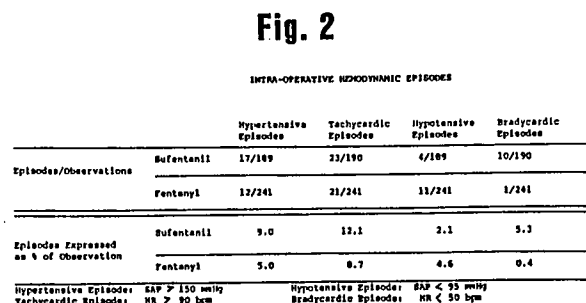 Fig. 2
INTRA-OPERATIVE HEMODYNAMIC EPISODES
Hypertensive Episodes Tachycardic Episodes Hypotensive Episodes Bradycardic Episodes
Episodes/Observations Sufentanil 17/189 23/190 4/189 10/190
Fentanyl 12/241 21/241 11/241 1/241
Episodes Expressed as % of Observation Sufentanil 9.0 12.1 2.1 5.3
Fentanyl 5.0 8.7 4.6 0.4
Hypertensive Episode: SAP > 150 mmHg Hypotensive Episode: SAP < 95 mmHg
Tachycardic Episode: HR > 90 bpm Bradycardic Episode: HR < 50 bpm